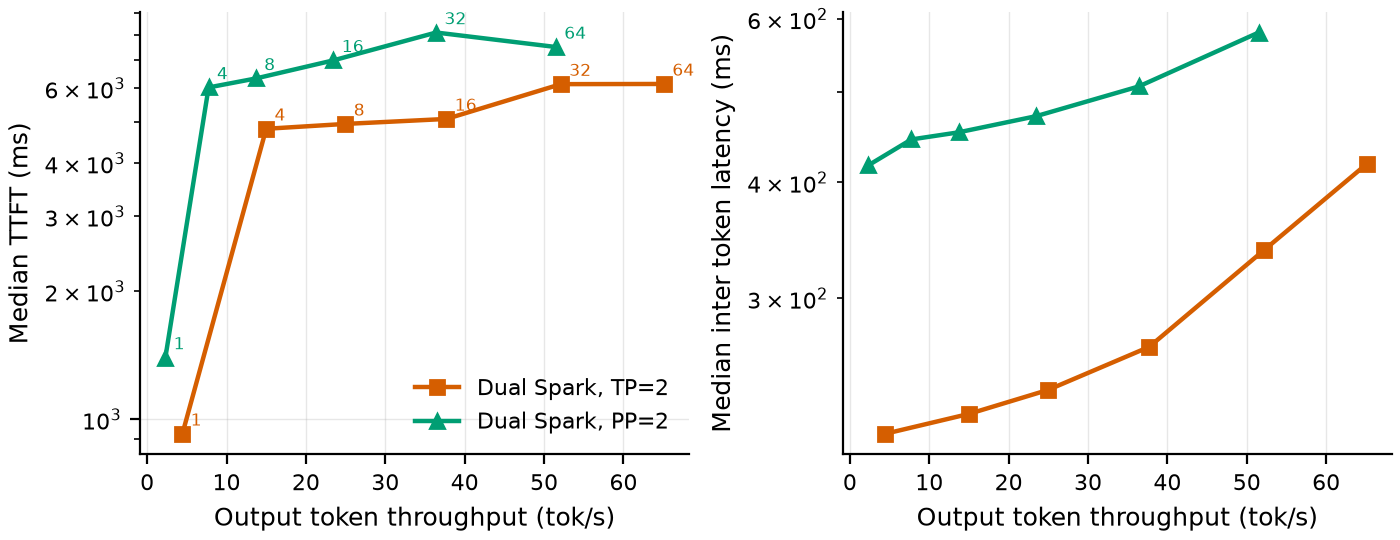 Median TTFT (ms)
6 × 10³
4 × 10³
3 × 10³
2 × 10³
10³
1
4
8
16
32
64
1
4
8
16
32
64
Dual Spark, TP=2
Dual Spark, PP=2
0 10 20 30 40 50 60
Output token throughput (tok/s)
Median inter token latency (ms)
6 × 10²
4 × 10²
3 × 10²
0 10 20 30 40 50 60
Output token throughput (tok/s)